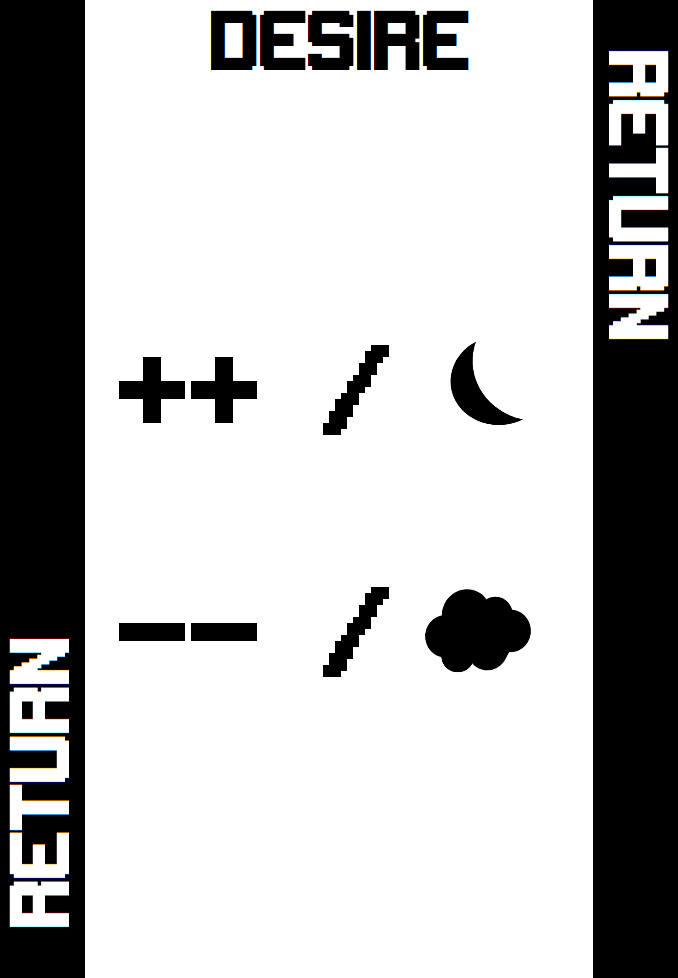 DESIRE
++ /
-- /
RETURN
RETURN